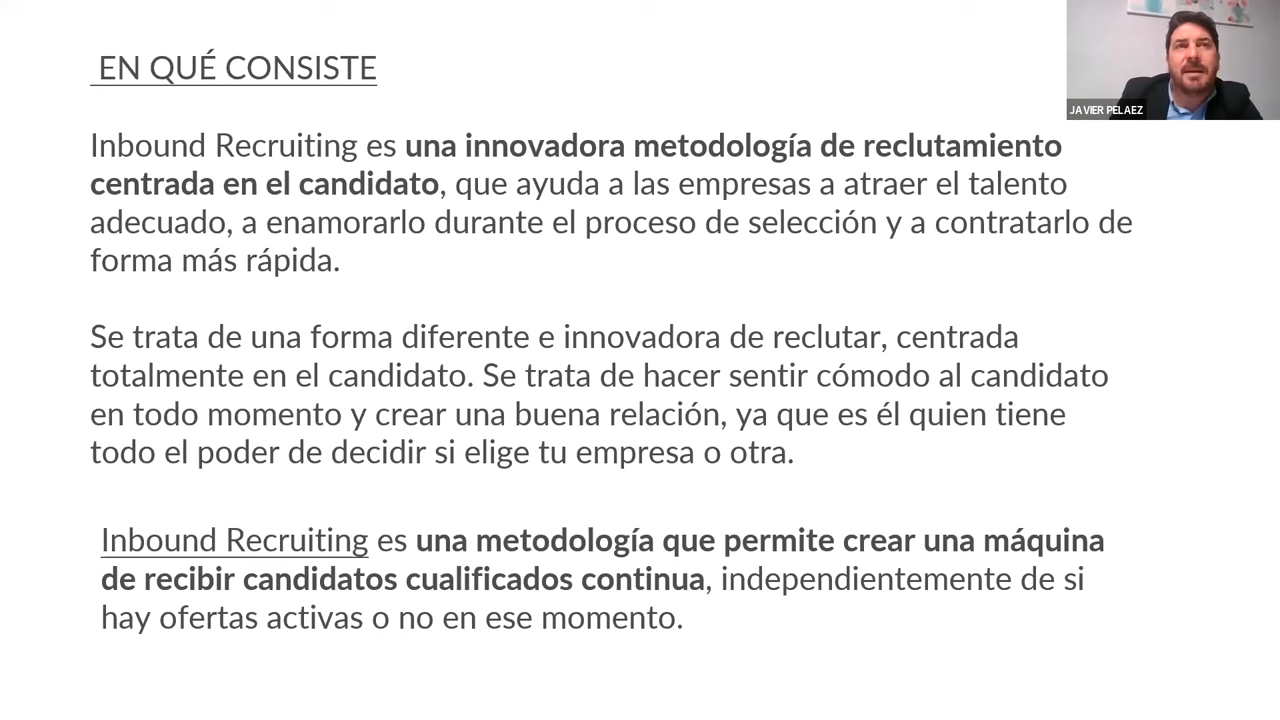 EN QUÉ CONSISTE
JAVIER PELAEZ
Inbound Recruiting es una innovadora metodología de reclutamiento
centrada en el candidato, que ayuda a las empresas a atraer el talento
adecuado, a enamorarlo durante el proceso de selección y a contratarlo de
forma más rápida.
Se trata de una forma diferente e innovadora de reclutar, centrada
totalmente en el candidato. Se trata de hacer sentir cómodo al candidato
en todo momento y crear una buena relación, ya que es él quien tiene
todo el poder de decidir si elige tu empresa o otra.
Inbound Recruiting es una metodología que permite crear una máquina
de recibir candidatos cualificados continua, independientemente de si
hay ofertas activas o no en ese momento.